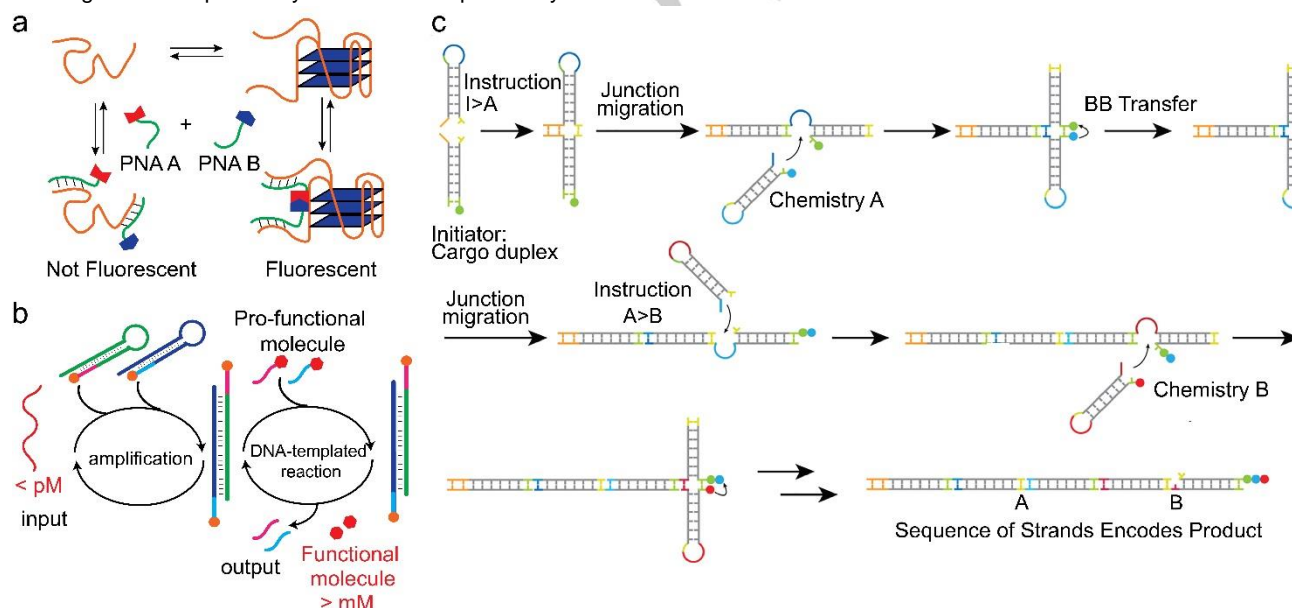 a
PNA A + PNA B
Not Fluorescent
Fluorescent
b
Pro-functional
molecule
amplification
DNA-templated
reaction
< pM
input
output
Functional
molecule
> mM
c
Instruction
I>A
Junction
migration
BB Transfer
Chemistry A
Initiator:
Cargo duplex
Junction
migration
Instruction
A>B
Chemistry B
A
B
Sequence of Strands Encodes Product